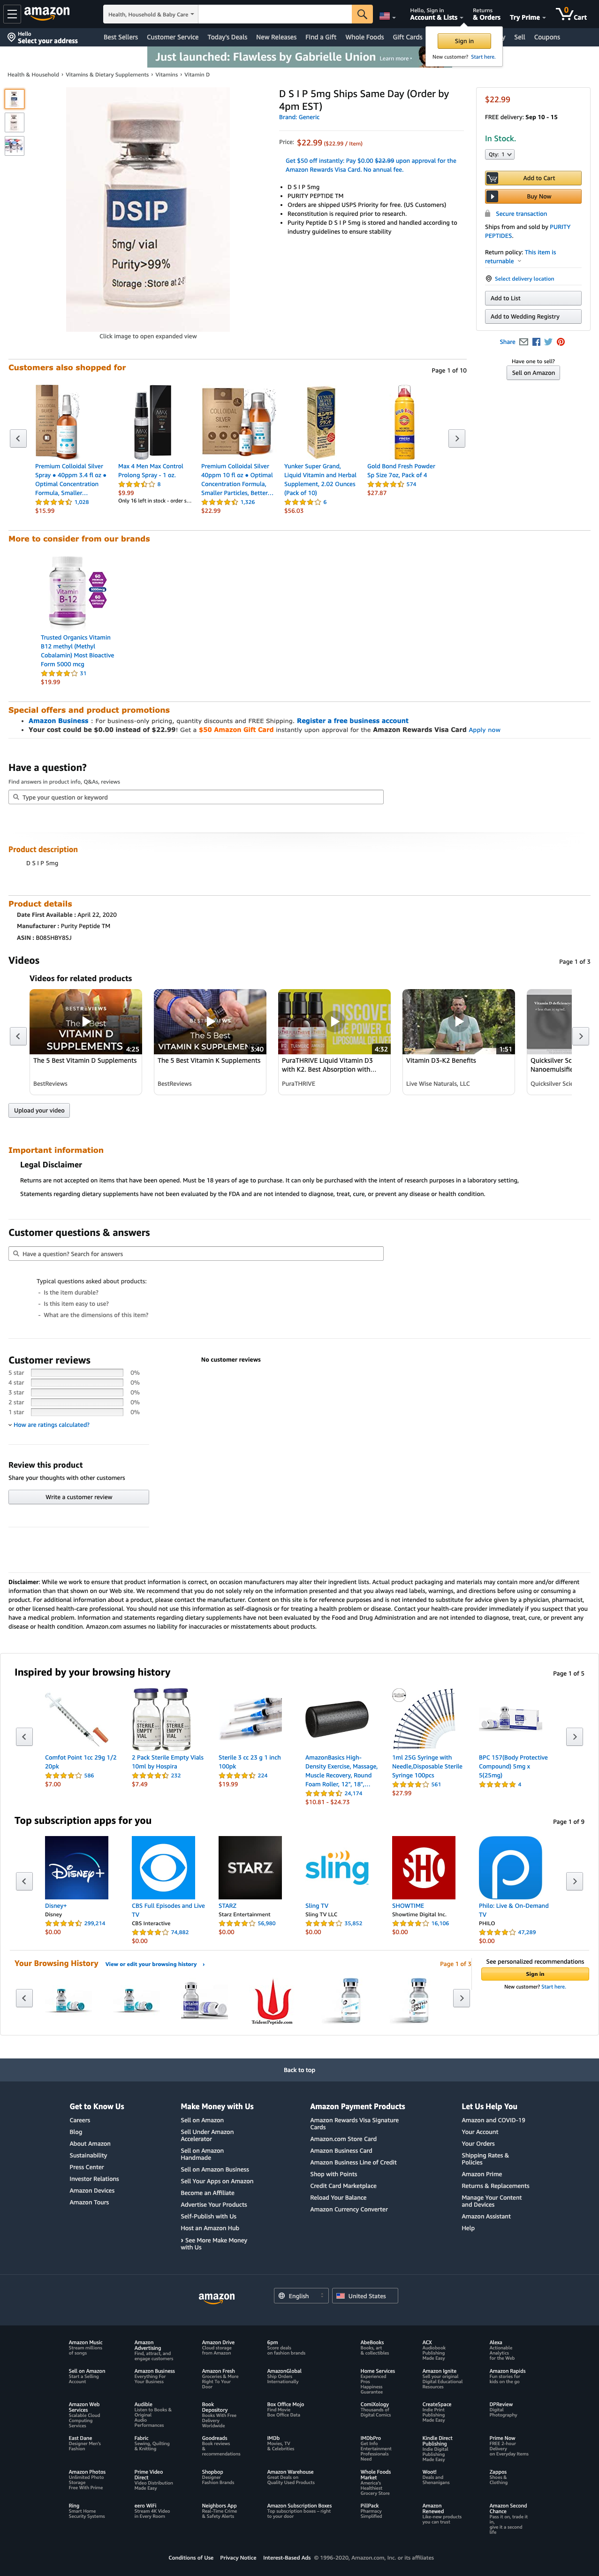 Hello
Select your address
amazon
Health, Household & Baby Care
Hello, Sign in
Account & Lists
Returns
& Orders
Try Prime
0
Cart
Best Sellers
Customer Service
Today's Deals
New Releases
Find a Gift
Whole Foods
Gift Cards
Sell
Coupons
Sign in
New customer? Start here.
Just launched: Flawless by Gabrielle Union Learn more ›
Health & Household › Vitamins & Dietary Supplements › Vitamins › Vitamin D
DSIP
5mg/ vial
Purity>99%
Storage :Store at 2-8
Click image to open expanded view
D S I P 5mg Ships Same Day (Order by
4pm EST)
Brand: Generic
Price: $22.99 ($22.99 / Item)
Get $50 off instantly: Pay $0.00 $22.99 upon approval for the
Amazon Rewards Visa Card. No annual fee.
• D S I P 5mg
• PURITY PEPTIDE TM
• Orders are shipped USPS Priority for free. (US Customers)
• Reconstitution is required prior to research.
• Purity Peptide D S I P 5mg is stored and handled according to
industry guidelines to ensure stability
$22.99
FREE delivery: Sep 10 - 15
In Stock.
Qty: 1
Add to Cart
Buy Now
Secure transaction
Ships from and sold by PURITY
PEPTIDES.
Return policy: This item is
returnable
Select delivery location
Add to List
Add to Wedding Registry
Share
Have one to sell?
Sell on Amazon
Customers also shopped for
Page 1 of 10
Premium Colloidal Silver
Spray ● 40ppm 3.4 fl oz ●
Optimal Concentration
Formula, Smaller…
1,028
$15.99
Max 4 Men Max Control
Prolong Spray - 1 oz.
8
$9.99
Only 16 left in stock - order s…
Premium Colloidal Silver
40ppm 10 fl oz ● Optimal
Concentration Formula,
Smaller Particles, Better…
1,326
$22.99
Yunker Super Grand,
Liquid Vitamin and Herbal
Supplement, 2.02 Ounces
(Pack of 10)
6
$56.03
Gold Bond Fresh Powder
Sp Size 7oz, Pack of 4
574
$27.87
More to consider from our brands
Vitamin
B-12
Trusted Organics Vitamin
B12 methyl (Methyl
Cobalamin) Most Bioactive
Form 5000 mcg
31
$19.99
Special offers and product promotions
• Amazon Business : For business-only pricing, quantity discounts and FREE Shipping. Register a free business account
• Your cost could be $0.00 instead of $22.99! Get a $50 Amazon Gift Card instantly upon approval for the Amazon Rewards Visa Card Apply now
Have a question?
Find answers in product info, Q&As, reviews
Type your question or keyword
Product description
D S I P 5mg
Product details
Date First Available : April 22, 2020
Manufacturer : Purity Peptide TM
ASIN : B085HBY8SJ
Videos
Page 1 of 3
Videos for related products
BESTREVIEWS
The 5 Best
VITAMIN D
SUPPLEMENTS
4:25
The 5 Best Vitamin D Supplements
BestReviews
The 5 Best
VITAMIN K SUPPLEMEN
3:40
The 5 Best Vitamin K Supplements
BestReviews
DISCOVER
4:32
PuraTHRIVE Liquid Vitamin D3
with K2. Best Absorption with…
PuraTHRIVE
1:51
Vitamin D3-K2 Benefits
Live Wise Naturals, LLC
Quicksilver Sc
Nanoemulsifie
Quicksilver Scie
Upload your video
Important information
Legal Disclaimer
Returns are not accepted on items that have been opened. Must be 18 years of age to purchase. It can only be purchased with the intent of research purposes in a laboratory setting,
Statements regarding dietary supplements have not been evaluated by the FDA and are not intended to diagnose, treat, cure, or prevent any disease or health condition.
Customer questions & answers
Have a question? Search for answers
Typical questions asked about products:
- Is the item durable?
- Is this item easy to use?
- What are the dimensions of this item?
Customer reviews
5 star 0%
4 star 0%
3 star 0%
2 star 0%
1 star 0%
How are ratings calculated?
No customer reviews
Review this product
Share your thoughts with other customers
Write a customer review
Disclaimer: While we work to ensure that product information is correct, on occasion manufacturers may alter their ingredient lists. Actual product packaging and materials may contain more and/or different
information than that shown on our Web site. We recommend that you do not solely rely on the information presented and that you always read labels, warnings, and directions before using or consuming a
product. For additional information about a product, please contact the manufacturer. Content on this site is for reference purposes and is not intended to substitute for advice given by a physician, pharmacist,
or other licensed health-care professional. You should not use this information as self-diagnosis or for treating a health problem or disease. Contact your health-care provider immediately if you suspect that you
have a medical problem. Information and statements regarding dietary supplements have not been evaluated by the Food and Drug Administration and are not intended to diagnose, treat, cure, or prevent any
disease or health condition. Amazon.com assumes no liability for inaccuracies or misstatements about products.
Inspired by your browsing history
Page 1 of 5
Comfot Point 1cc 29g 1/2
20pk
586
$7.00
STERILE
EMPTY
VIAL
STERILE
EMPTY
VIAL
2 Pack Sterile Empty Vials
10ml by Hospira
232
$7.49
Sterile 3 cc 23 g 1 inch
100pk
224
$19.99
AmazonBasics High-
Density Exercise, Massage,
Muscle Recovery, Round
Foam Roller, 12", 18",…
24,174
$10.81 - $24.73
1ml 25G Syringe with
Needle,Disposable Sterile
Syringe 100pcs
561
$27.99
BPC 157(Body Protective
Compound) 5mg x
5(25mg)
4
Top subscription apps for you
Page 1 of 9
Disney+
Disney+
Disney
299,214
$0.00
CBS Full Episodes and Live
TV
CBS Interactive
74,882
$0.00
STARZ
STARZ
Starz Entertainment
56,980
$0.00
sling
Sling TV
Sling TV LLC
35,852
$0.00
SHO
SHOWTIME
Showtime Digital Inc.
16,106
$0.00
Philo: Live & On-Demand
TV
PHILO
47,289
$0.00
Your Browsing History View or edit your browsing history ›
Page 1 of 3
TridentPeptide.com
See personalized recommendations
Sign in
New customer? Start here.
Back to top
Get to Know Us
Careers
Blog
About Amazon
Sustainability
Press Center
Investor Relations
Amazon Devices
Amazon Tours
Make Money with Us
Sell on Amazon
Sell Under Amazon
Accelerator
Sell on Amazon
Handmade
Sell on Amazon Business
Sell Your Apps on Amazon
Become an Affiliate
Advertise Your Products
Self-Publish with Us
Host an Amazon Hub
› See More Make Money
with Us
Amazon Payment Products
Amazon Rewards Visa Signature
Cards
Amazon.com Store Card
Amazon Business Card
Amazon Business Line of Credit
Shop with Points
Credit Card Marketplace
Reload Your Balance
Amazon Currency Converter
Let Us Help You
Amazon and COVID-19
Your Account
Your Orders
Shipping Rates &
Policies
Amazon Prime
Returns & Replacements
Manage Your Content
and Devices
Amazon Assistant
Help
amazon
English
United States
Amazon Music
Stream millions
of songs
Amazon
Advertising
Find, attract, and
engage customers
Amazon Drive
Cloud storage
from Amazon
6pm
Score deals
on fashion brands
AbeBooks
Books, art
& collectibles
ACX
Audiobook
Publishing
Made Easy
Alexa
Actionable
Analytics
for the Web
Sell on Amazon
Start a Selling
Account
Amazon Business
Everything For
Your Business
Amazon Fresh
Groceries & More
Right To Your
Door
AmazonGlobal
Ship Orders
Internationally
Home Services
Experienced
Pros
Happiness
Guarantee
Amazon Ignite
Sell your original
Digital Educational
Resources
Amazon Rapids
Fun stories for
kids on the go
Amazon Web
Services
Scalable Cloud
Computing
Services
Audible
Listen to Books &
Original
Audio
Performances
Book
Depository
Books With Free
Delivery
Worldwide
Box Office Mojo
Find Movie
Box Office Data
ComiXology
Thousands of
Digital Comics
CreateSpace
Indie Print
Publishing
Made Easy
DPReview
Digital
Photography
East Dane
Designer Men's
Fashion
Fabric
Sewing, Quilting
& Knitting
Goodreads
Book reviews
&
recommendations
IMDb
Movies, TV
& Celebrities
IMDbPro
Get Info
Entertainment
Professionals
Need
Kindle Direct
Publishing
Indie Digital
Publishing
Made Easy
Prime Now
FREE 2-hour
Delivery
on Everyday Items
Amazon Photos
Unlimited Photo
Storage
Free With Prime
Prime Video
Direct
Video Distribution
Made Easy
Shopbop
Designer
Fashion Brands
Amazon Warehouse
Great Deals on
Quality Used Products
Whole Foods
Market
America's
Healthiest
Grocery Store
Woot!
Deals and
Shenanigans
Zappos
Shoes &
Clothing
Ring
Smart Home
Security Systems
eero WiFi
Stream 4K Video
in Every Room
Neighbors App
Real-Time Crime
& Safety Alerts
Amazon Subscription Boxes
Top subscription boxes – right
to your door
PillPack
Pharmacy
Simplified
Amazon
Renewed
Like-new products
you can trust
Amazon Second
Chance
Pass it on, trade it
in,
give it a second
life
Conditions of Use Privacy Notice Interest-Based Ads © 1996-2020, Amazon.com, Inc. or its affiliates